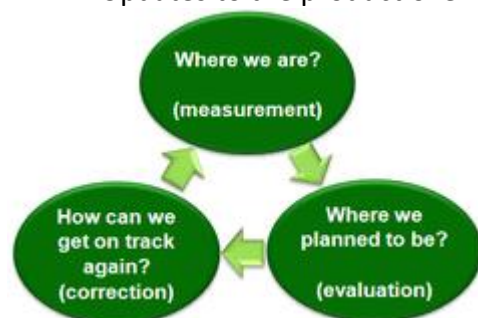 Where we are?
(measurement)
How can we
get on track
again?
(correction)
Where we
planned to be?
(evaluation)